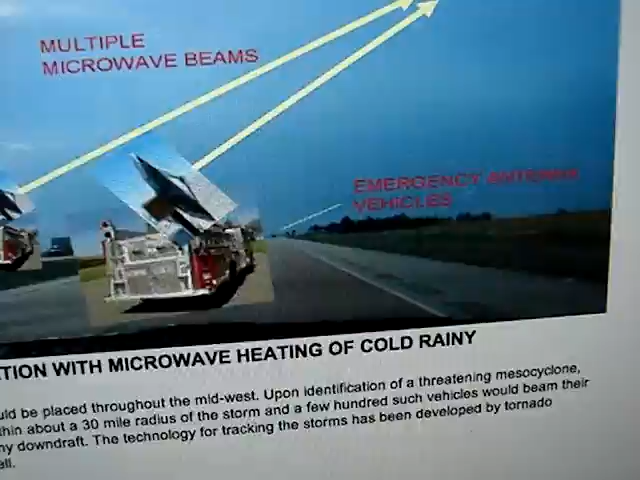 MULTIPLE
MICROWAVE BEAMS
EMERGENCY ANTENNA
VEHICLES
TION WITH MICROWAVE HEATING OF COLD RAINY
uld be placed throughout the mid-west. Upon identification of a threatening mesocyclone,
thin about a 30 mile radius of the storm and a few hundred such vehicles would beam their
ny downdraft. The technology for tracking the storms has been developed by tornado
ell.